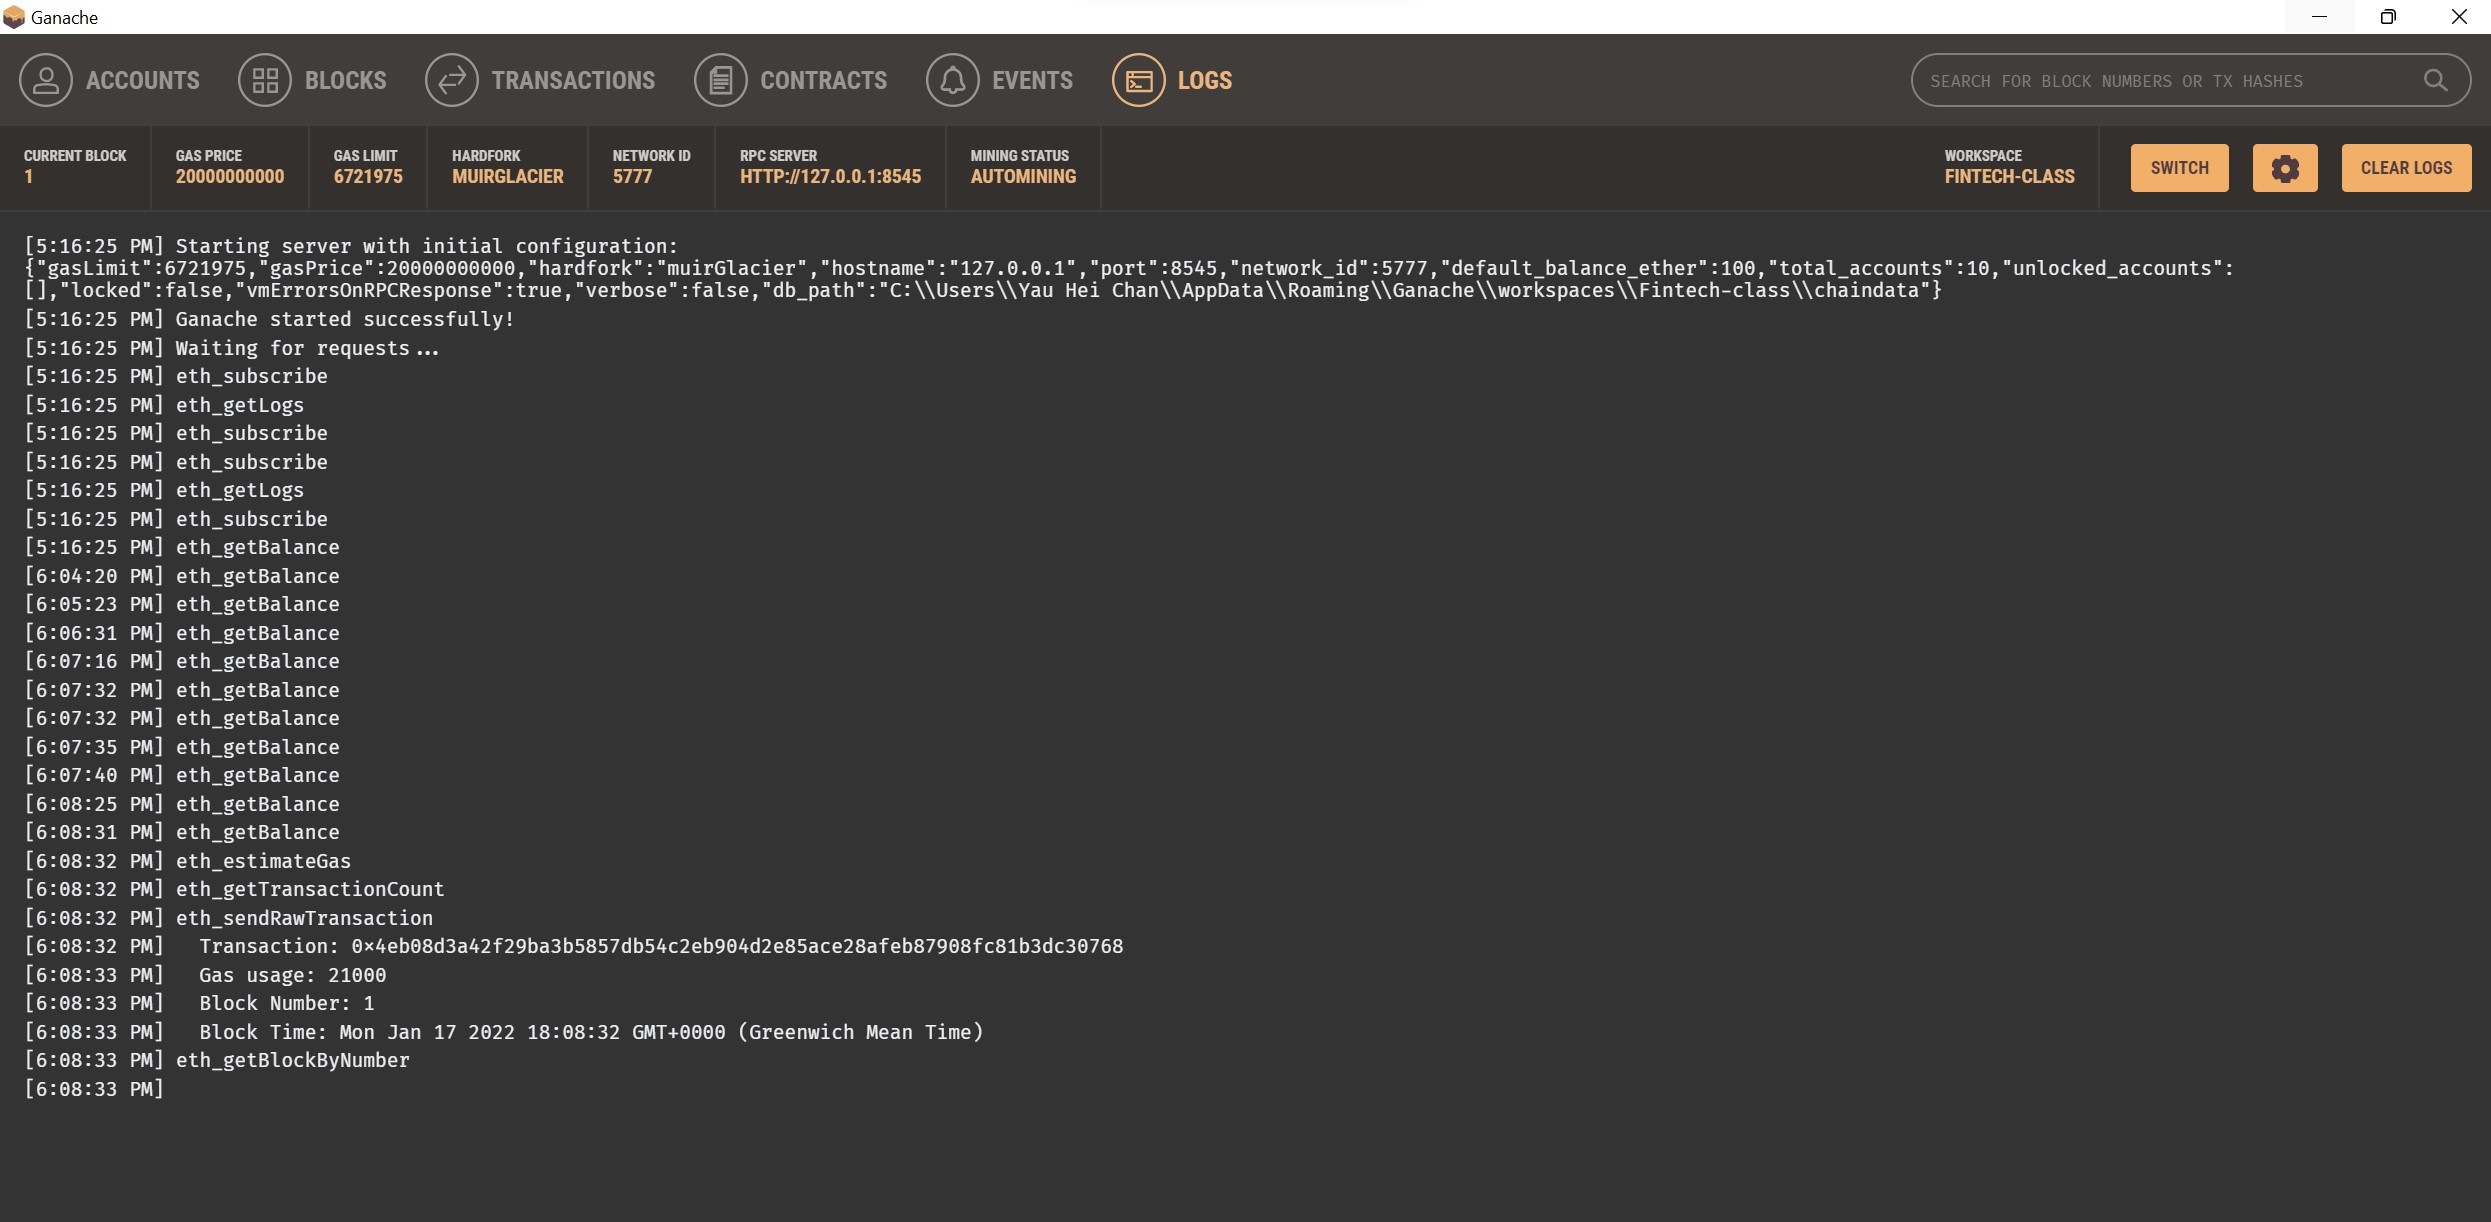 Ganache
ACCOUNTS BLOCKS TRANSACTIONS CONTRACTS EVENTS LOGS SEARCH FOR BLOCK NUMBERS OR TX HASHES
CURRENT BLOCK GAS PRICE GAS LIMIT HARDFORK NETWORK ID RPC SERVER MINING STATUS WORKSPACE
1 20000000000 6721975 MUIRGLACIER 5777 HTTP://127.0.0.1:8545 AUTOMINING FINTECH-CLASS
SWITCH CLEAR LOGS
[5:16:25 PM] Starting server with initial configuration:
{"gasLimit":6721975,"gasPrice":20000000000,"hardfork":"muirGlacier","hostname":"127.0.0.1","port":8545,"network_id":5777,"default_balance_ether":100,"total_accounts":10,"unlocked_accounts":
[],"locked":false,"vmErrorsOnRPCResponse":true,"verbose":false,"db_path":"C:\\Users\\Yau Hei Chan\\AppData\\Roaming\\Ganache\\workspaces\\Fintech-class\\chaindata"}
[5:16:25 PM] Ganache started successfully!
[5:16:25 PM] Waiting for requests...
[5:16:25 PM] eth_subscribe
[5:16:25 PM] eth_getLogs
[5:16:25 PM] eth_subscribe
[5:16:25 PM] eth_subscribe
[5:16:25 PM] eth_getLogs
[5:16:25 PM] eth_subscribe
[5:16:25 PM] eth_getBalance
[6:04:20 PM] eth_getBalance
[6:05:23 PM] eth_getBalance
[6:06:31 PM] eth_getBalance
[6:07:16 PM] eth_getBalance
[6:07:32 PM] eth_getBalance
[6:07:32 PM] eth_getBalance
[6:07:35 PM] eth_getBalance
[6:07:40 PM] eth_getBalance
[6:08:25 PM] eth_getBalance
[6:08:31 PM] eth_getBalance
[6:08:32 PM] eth_estimateGas
[6:08:32 PM] eth_getTransactionCount
[6:08:32 PM] eth_sendRawTransaction
[6:08:32 PM] Transaction: 0x4eb08d3a42f29ba3b5857db54c2eb904d2e85ace28afeb87908fc81b3dc30768
[6:08:33 PM] Gas usage: 21000
[6:08:33 PM] Block Number: 1
[6:08:33 PM] Block Time: Mon Jan 17 2022 18:08:32 GMT+0000 (Greenwich Mean Time)
[6:08:33 PM] eth_getBlockByNumber
[6:08:33 PM]